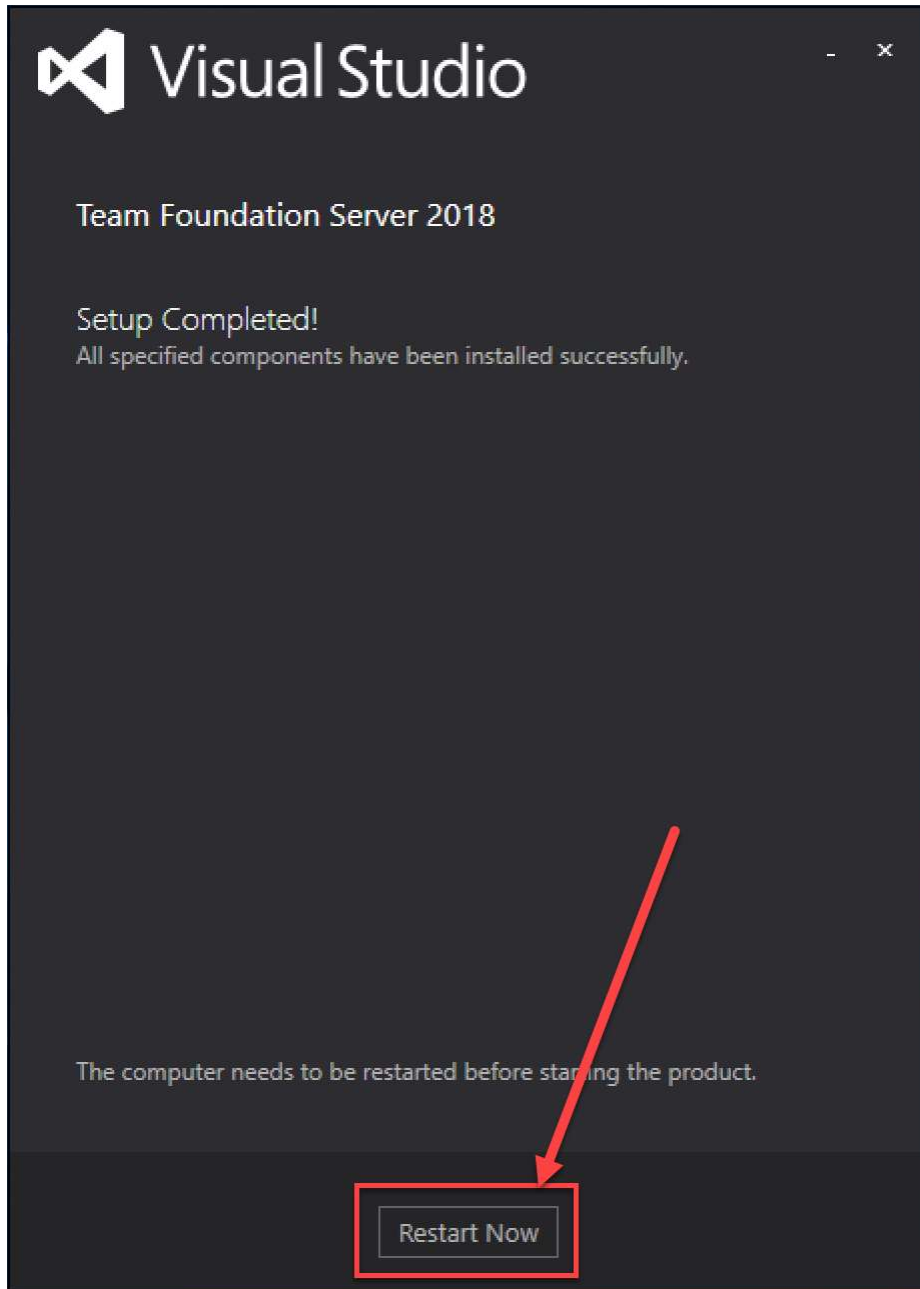 Visual Studio
Team Foundation Server 2018
Setup Completed!
All specified components have been installed successfully.
The computer needs to be restarted before starting the product.
Restart Now